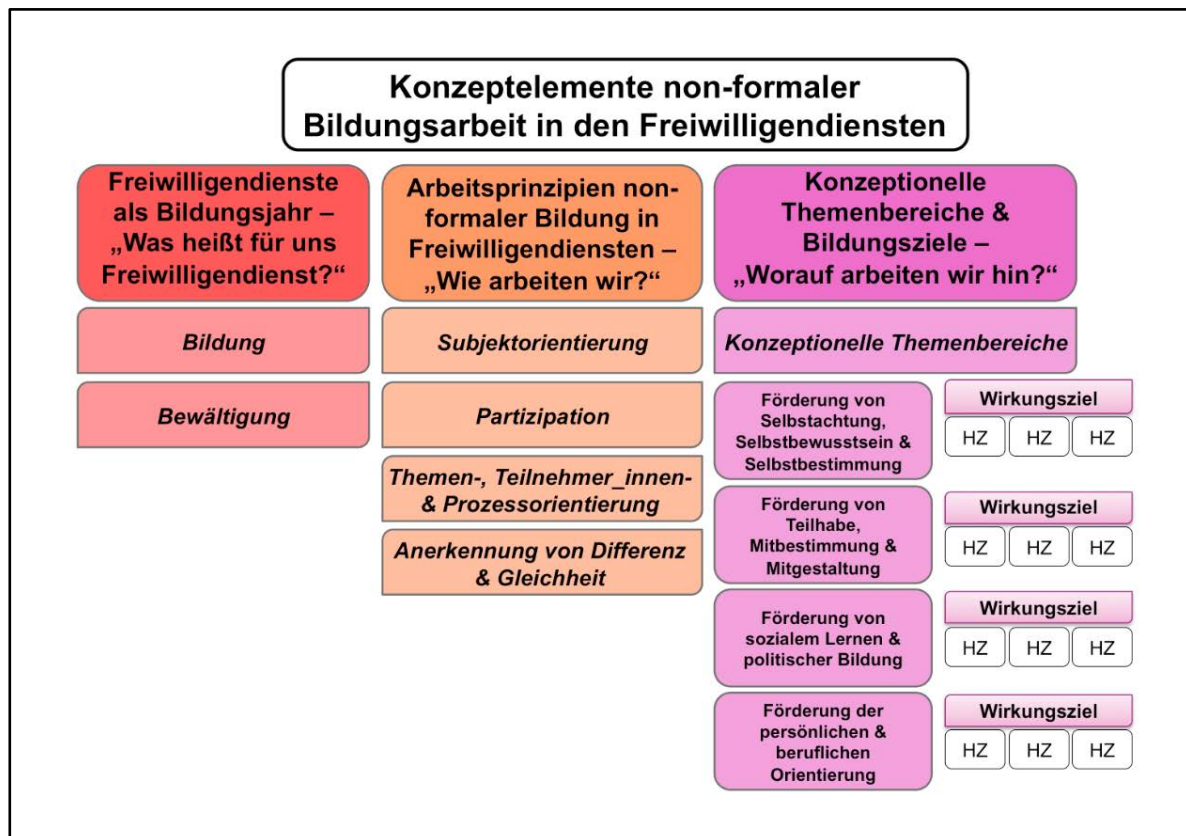 Konzeptelemente non-formaler
Bildungsarbeit in den Freiwilligendiensten
Freiwilligendienste
als Bildungsjahr –
„Was heißt für uns
Freiwilligendienst?“
Bildung
Bewältigung
Arbeitsprinzipien non-
formaler Bildung in
Freiwilligendiensten –
„Wie arbeiten wir?“
Subjektorientierung
Partizipation
Themen-, Teilnehmer_innen-
& Prozessorientierung
Anerkennung von Differenz
& Gleichheit
Konzeptionelle
Themenbereiche &
Bildungsziele –
„Worauf arbeiten wir hin?“
Konzeptionelle Themenbereiche
Förderung von
Selbstachtung,
Selbstbewusstsein &
Selbstbestimmung
Wirkungsziel
HZ HZ HZ
Förderung von
Teilhabe,
Mitbestimmung &
Mitgestaltung
Wirkungsziel
HZ HZ HZ
Förderung von
sozialem Lernen &
politischer Bildung
Wirkungsziel
HZ HZ HZ
Förderung der
persönlichen &
beruflichen
Orientierung
Wirkungsziel
HZ HZ HZ